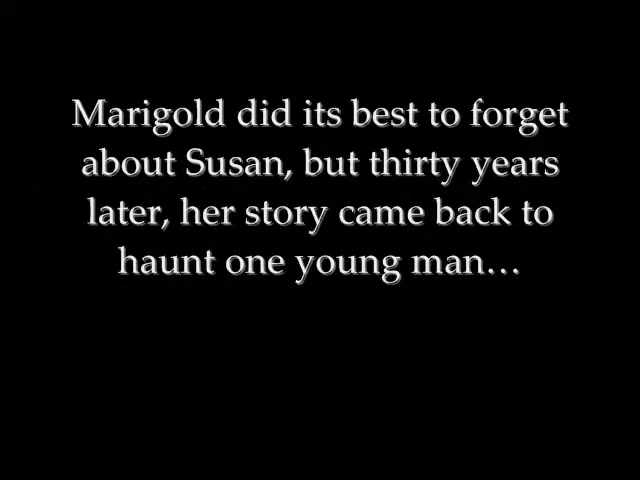 Marigold did its best to forget
about Susan, but thirty years
later, her story came back to
haunt one young man…